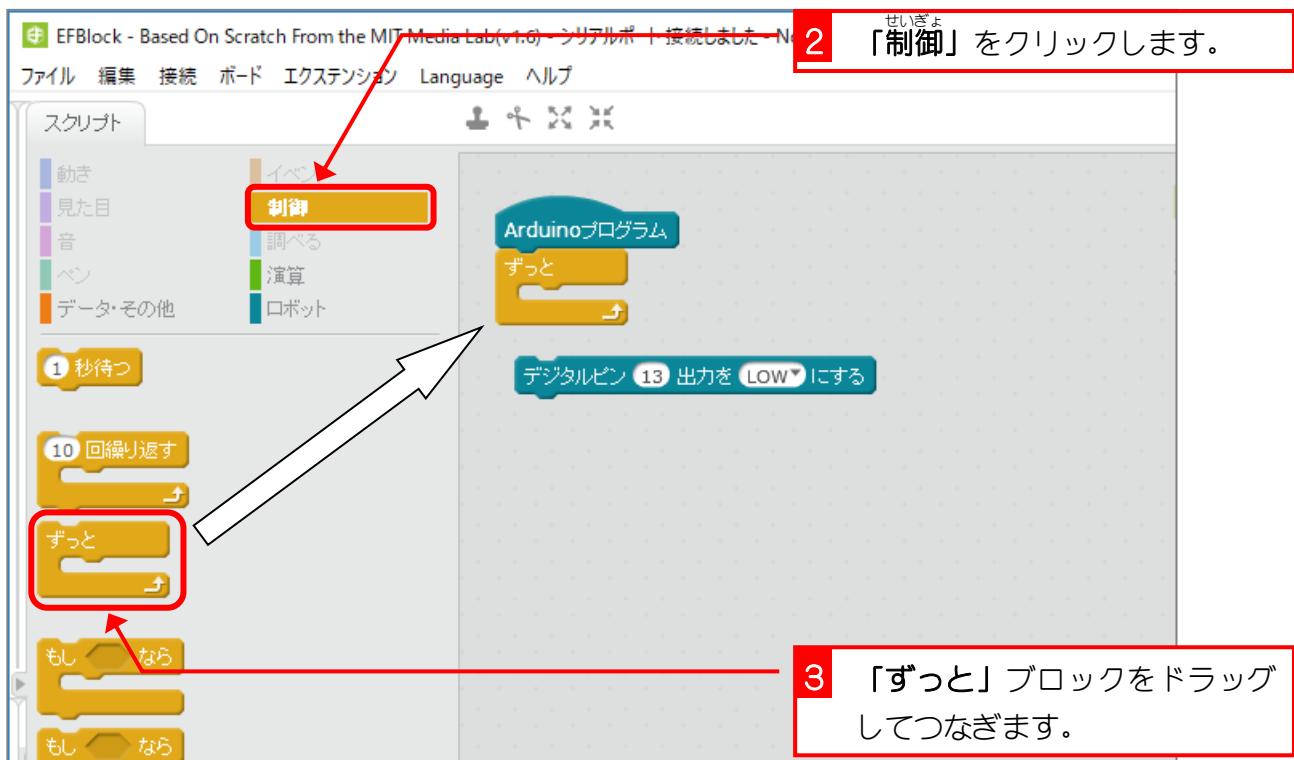 EFBlock - Based On Scratch From the MIT Media Lab(v1.6) - シリアルポート 接続しました - N
2 せいぎょ
「制御」をクリックします。
ファイル 編集 接続 ボード エクステンション Language ヘルプ
スクリプト
動き イベン
見た目 制御
音 調べる
ペン 演算
データ・その他 ロボット
1 秒待つ
10 回繰り返す
ずっと
もし なら
もし なら
Arduinoプログラム
ずっと
デジタルピン 13 出力を LOW にする
3 「ずっと」ブロックをドラッグ
してつなぎます。